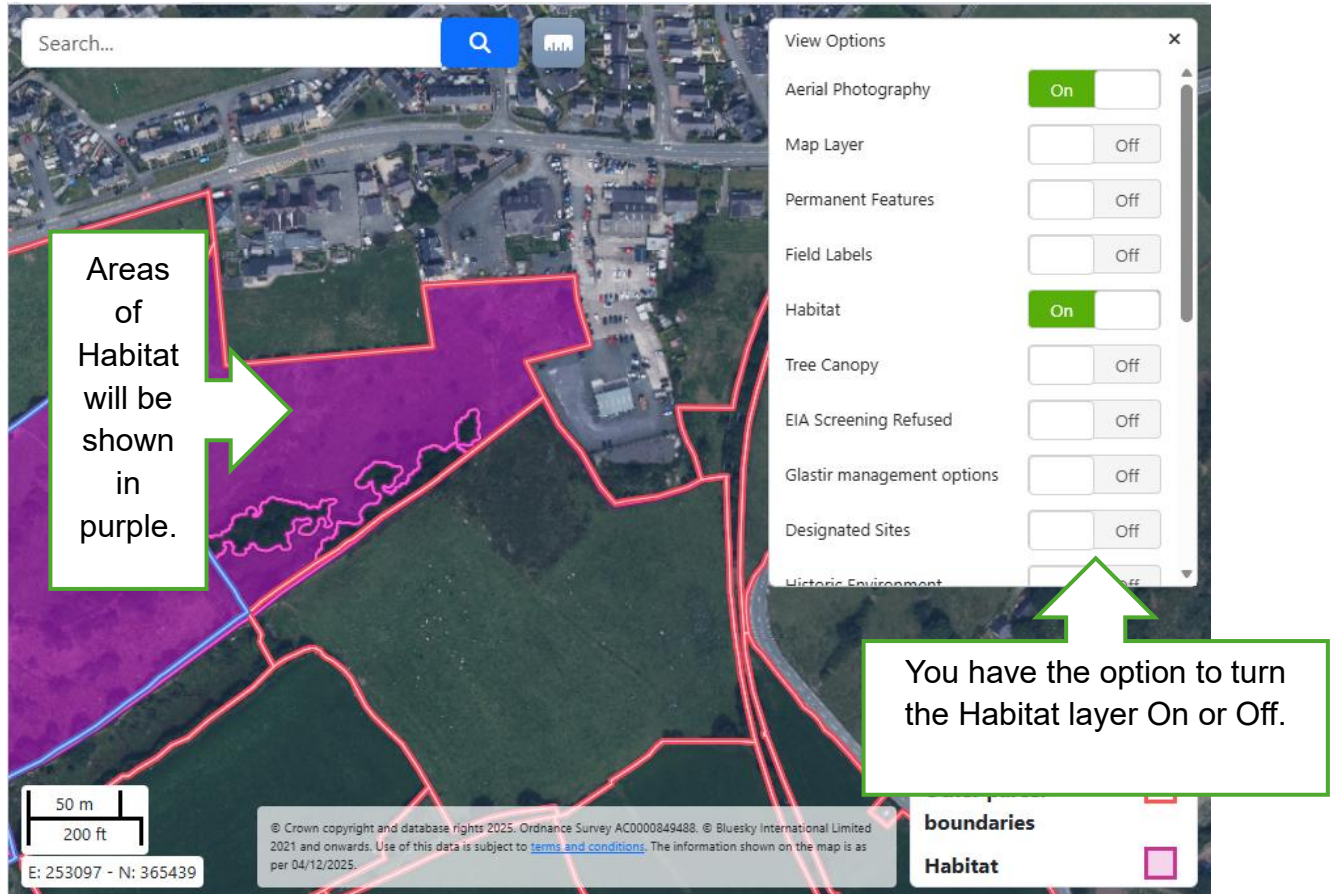 Search...
View Options
×
Aerial Photography
On
Map Layer
Off
Permanent Features
Off
Field Labels
Off
Habitat
On
Tree Canopy
Off
EIA Screening Refused
Off
Glastir management options
Off
Designated Sites
Off
Historic Environment
Off
Areas
of
Habitat
will be
shown
in
purple.
You have the option to turn
the Habitat layer On or Off.
50 m
200 ft
E: 253097 - N: 365439
© Crown copyright and database rights 2025. Ordnance Survey AC0000849488. © Bluesky International Limited
2021 and onwards. Use of this data is subject to terms and conditions. The information shown on the map is as
per 04/12/2025.
boundaries
Habitat